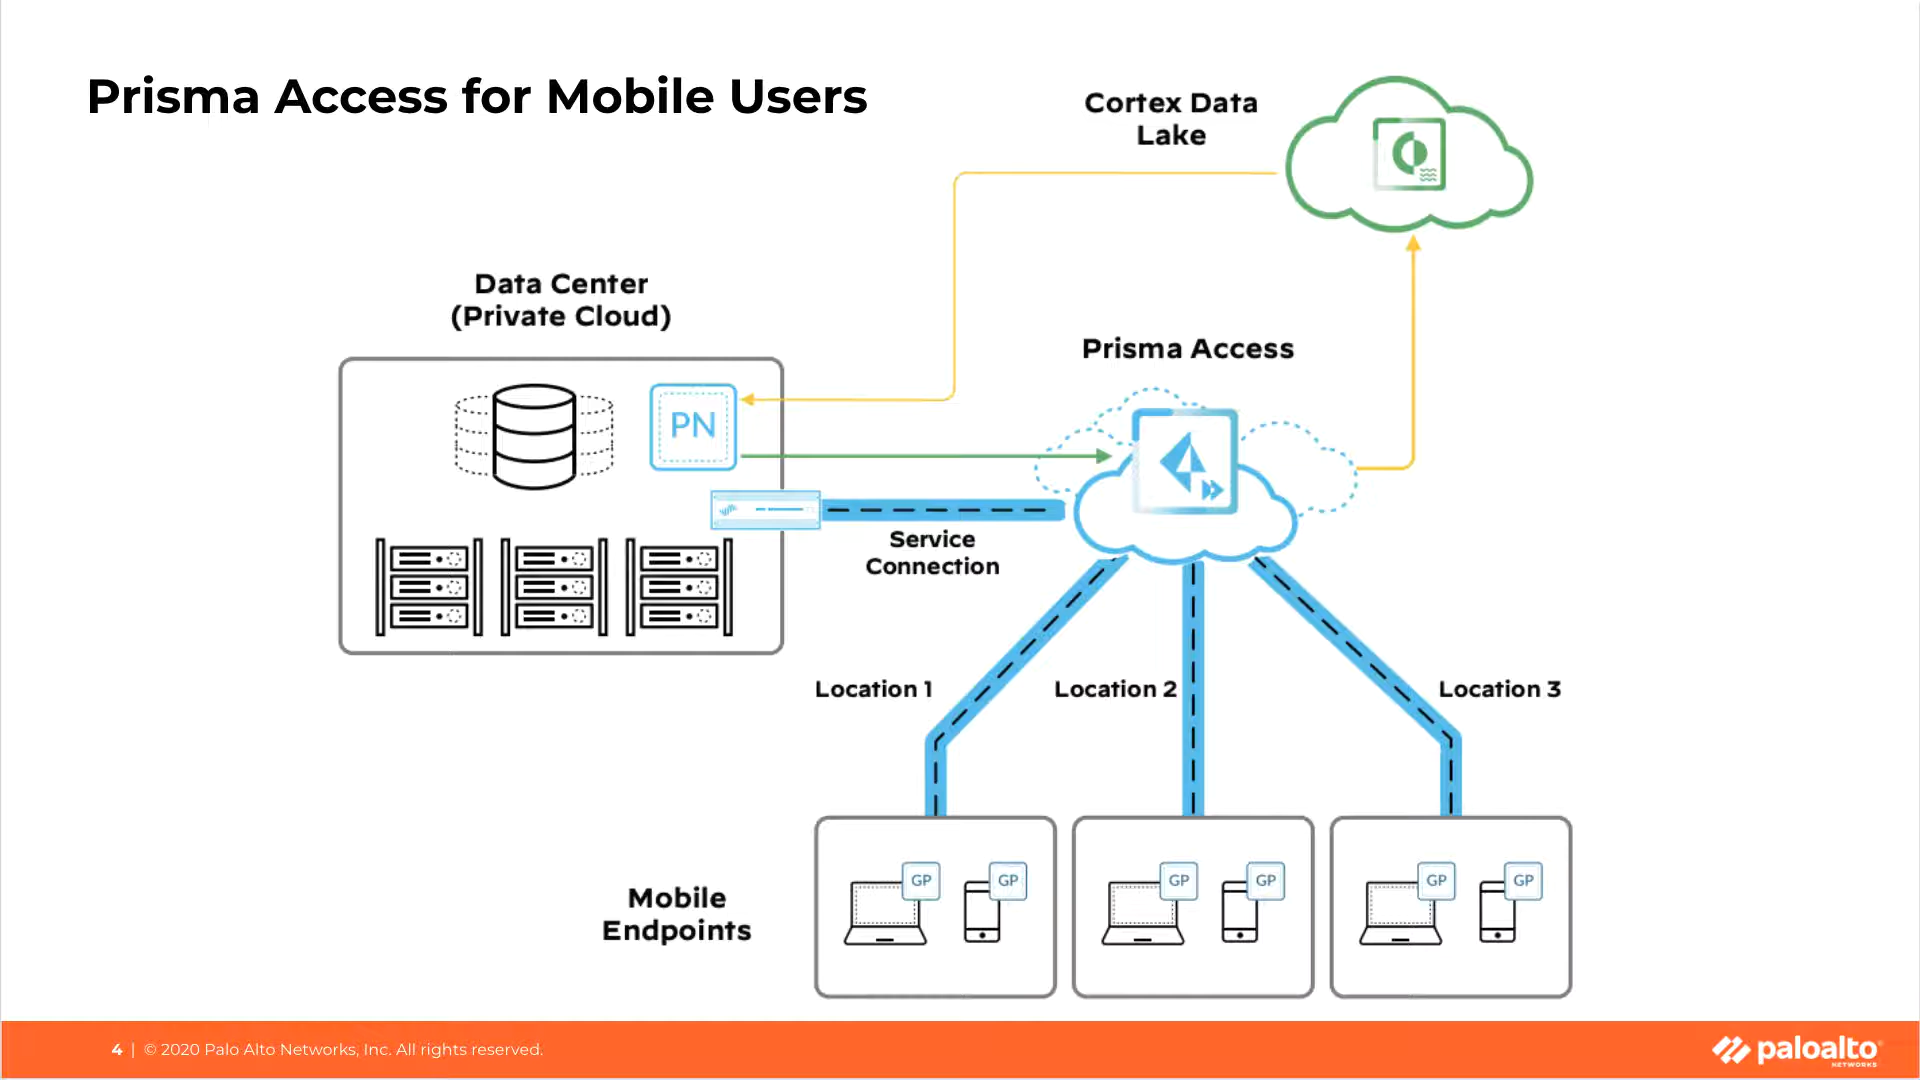 Prisma Access for Mobile Users
Cortex Data
Lake
Data Center
(Private Cloud)
Prisma Access
PN
Service
Connection
Location 1
Location 2
Location 3
GP
GP
GP
GP
GP
GP
Mobile
Endpoints
4 | © 2020 Palo Alto Networks, Inc. All rights reserved.
paloalto
NETWORKS